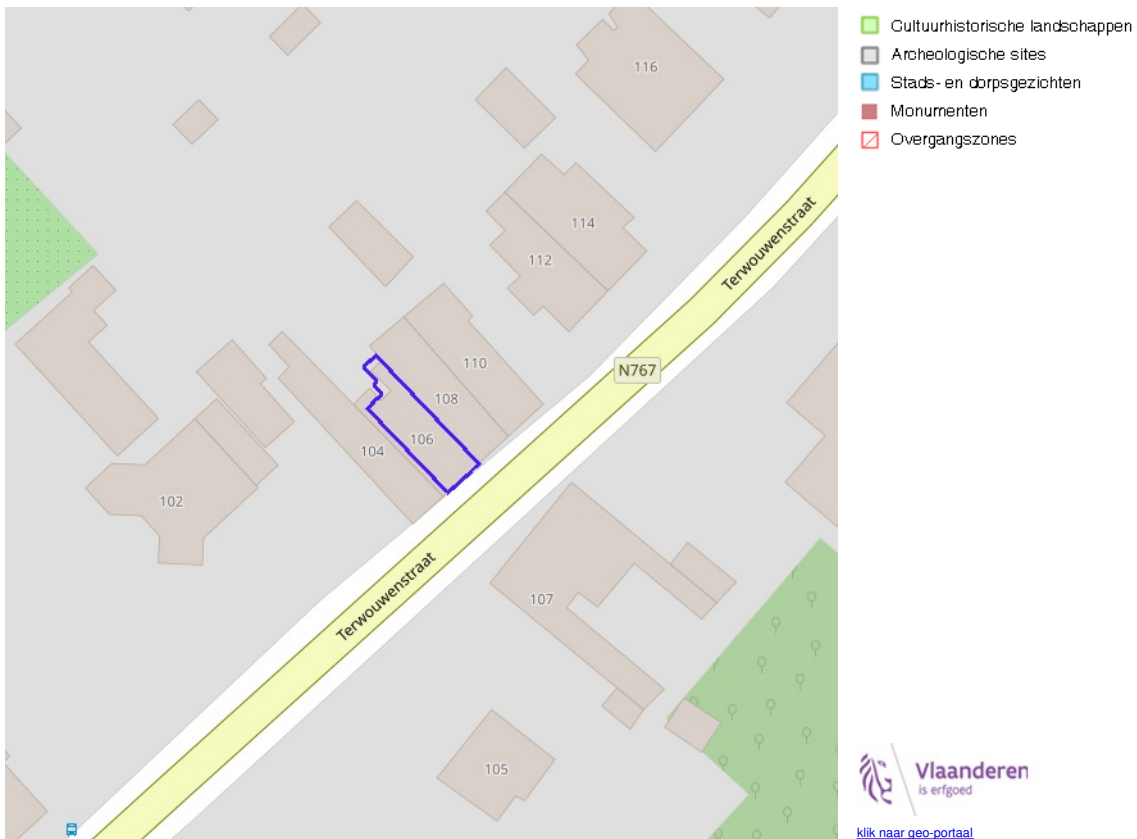 116
114
112
Terwouwenstraat
N767
110
108
106
104
102
Terwouwenstraat
107
105
Cultuurhistorische landschappen
Archeologische sites
Stads- en dorpsgezichten
Monumenten
Overgangszones
Vlaanderen
is erfgoed
klik naar geo-portaal